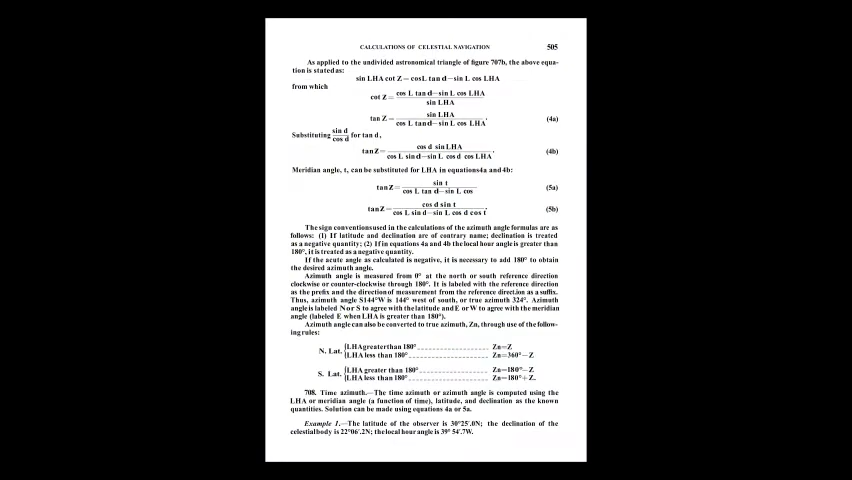 CALCULATIONS OF CELESTIAL NAVIGATION 505
As applied to the undivided astronomical triangle of figure 707b, the above equa-
tion is stated as:
sin LHA cot Z = cos L tan d − sin L cos LHA
from which
cot Z = cos L tan d − sin L cos LHA / sin LHA
tan Z = sin LHA / cos L tan d − sin L cos LHA . (4a)
Substituting sin d / cos d for tan d,
tan Z = cos d sin LHA / cos L sin d − sin L cos d cos LHA . (4b)
Meridian angle, t, can be substituted for LHA in equations 4a and 4b:
tan Z = sin t / cos L tan d − sin L cos (5a)
tan Z = cos d sin t / cos L sin d − sin L cos d cos t . (5b)
The sign conventions used in the calculations of the azimuth angle formulas are as
follows: (1) If latitude and declination are of contrary name; declination is treated
as a negative quantity; (2) If in equations 4a and 4b the local hour angle is greater than
180°, it is treated as a negative quantity.
If the acute angle as calculated is negative, it is necessary to add 180° to obtain
the desired azimuth angle.
Azimuth angle is measured from 0° at the north or south reference direction
clockwise or counter-clockwise through 180°. It is labeled with the reference direction
as the prefix and the direction of measurement from the reference direction as a suffix.
Thus, azimuth angle S144°W is 144° west of south, or true azimuth 324°. Azimuth
angle is labeled N or S to agree with the latitude and E or W to agree with the meridian
angle (labeled E when LHA is greater than 180°).
Azimuth angle can also be converted to true azimuth, Zn, through use of the follow-
ing rules:
N. Lat. {LHA greater than 180° Zn=Z
{LHA less than 180° Zn=360°−Z
S. Lat. {LHA greater than 180° Zn=180°−Z
{LHA less than 180° Zn=180°+Z.
708. Time azimuth.—The time azimuth or azimuth angle is computed using the
LHA or meridian angle (a function of time), latitude, and declination as the known
quantities. Solution can be made using equations 4a or 5a.
Example 1.—The latitude of the observer is 30°25'.0N; the declination of the
celestial body is 22°06'.2N; the local hour angle is 39°54'.7W.